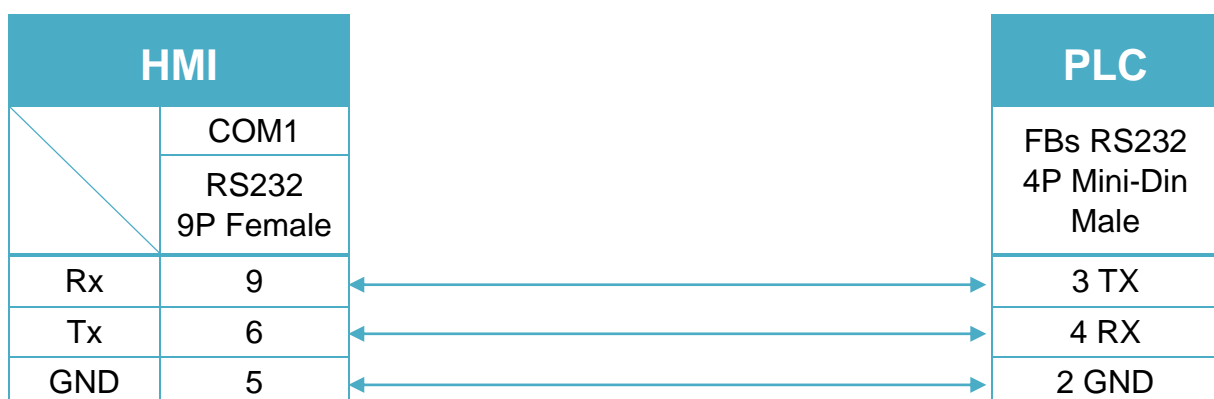 HMI
PLC
COM1
RS232
9P Female
FBs RS232
4P Mini-Din
Male
Rx 9 3 TX
Tx 6 4 RX
GND 5 2 GND